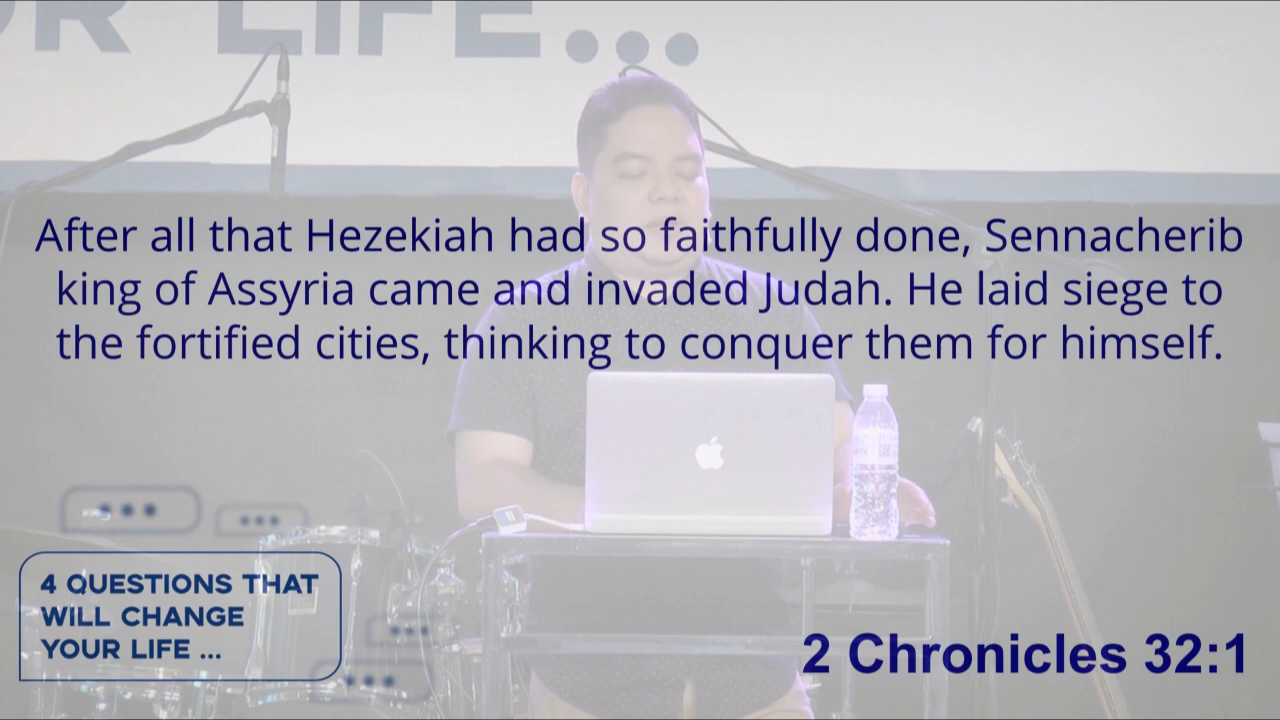 R LIFE...
After all that Hezekiah had so faithfully done, Sennacherib
king of Assyria came and invaded Judah. He laid siege to
the fortified cities, thinking to conquer them for himself.
4 QUESTIONS THAT
WILL CHANGE
YOUR LIFE ...
2 Chronicles 32:1